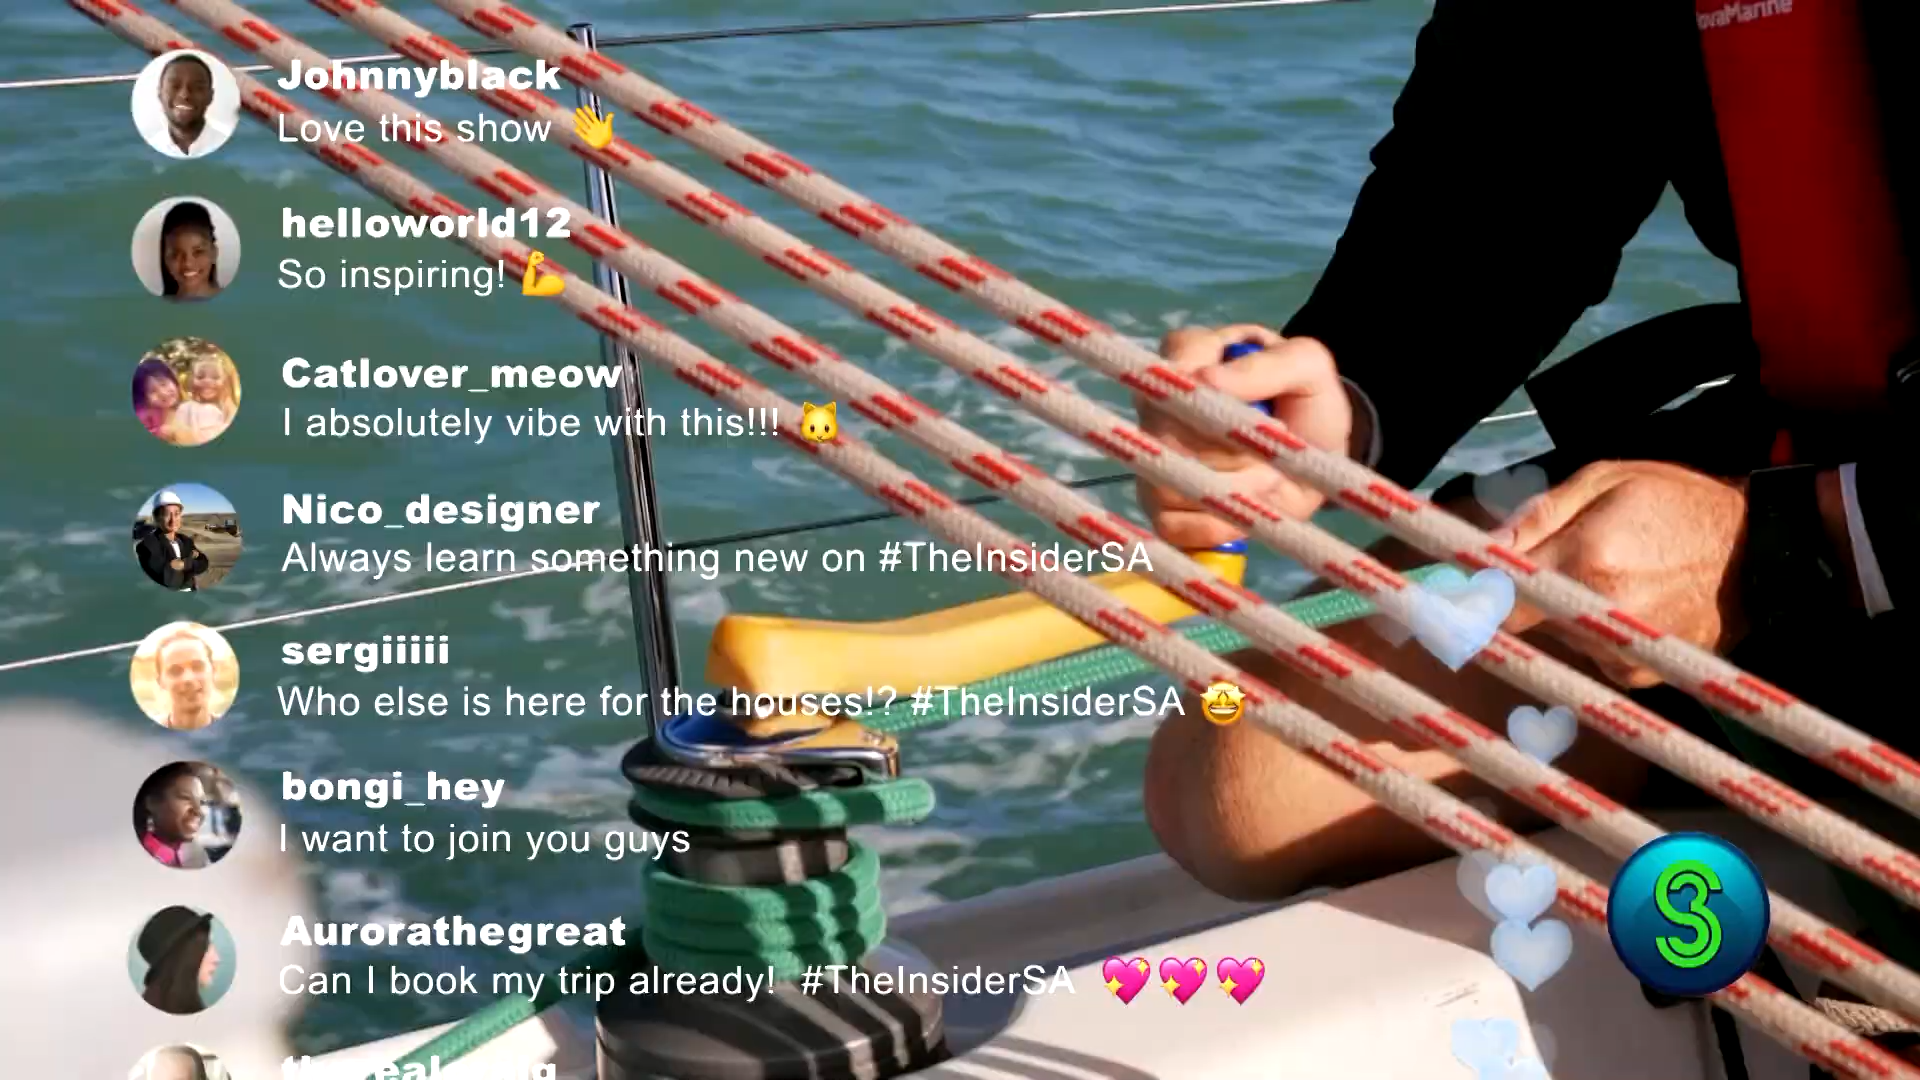 ovaMarine
Johnnyblack
Love this show 👋
helloworld12
So inspiring! 💪
Catlover_meow
I absolutely vibe with this!!! 🐱
Nico_designer
Always learn something new on #TheInsiderSA
sergiiiii
Who else is here for the houses!? #TheInsiderSA 🤩
bongi_hey
I want to join you guys
Aurorathegreat
Can I book my trip already! #TheInsiderSA 💖💖💖
S3